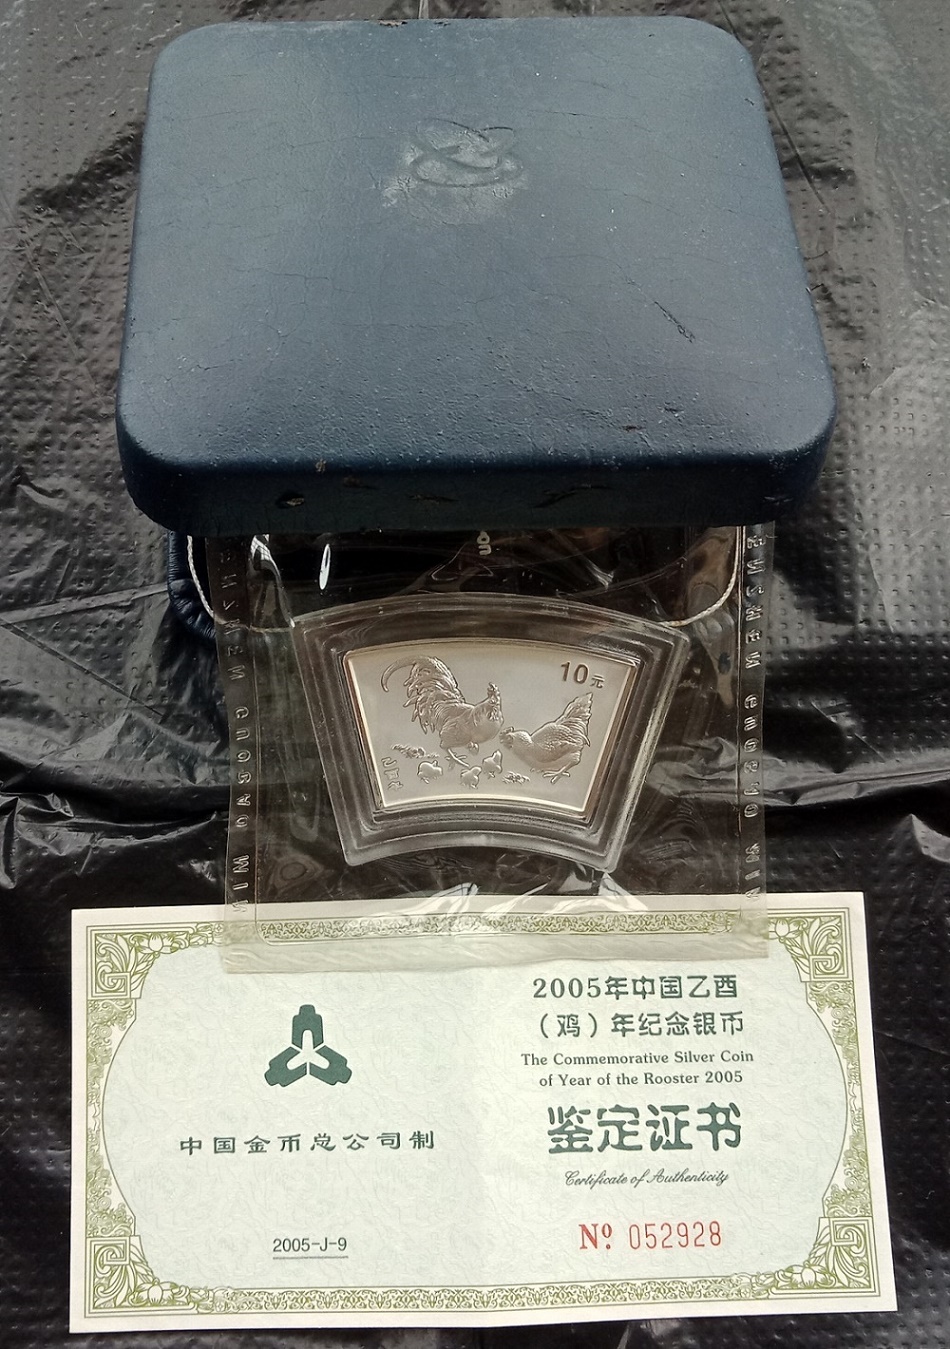 10元
中国金币总公司制
2005-J-9
2005年中国乙酉
（鸡）年纪念银币
The Commemorative Silver Coin
of Year of the Rooster 2005
鉴定证书
Certificate of Authenticity
Nº 052928